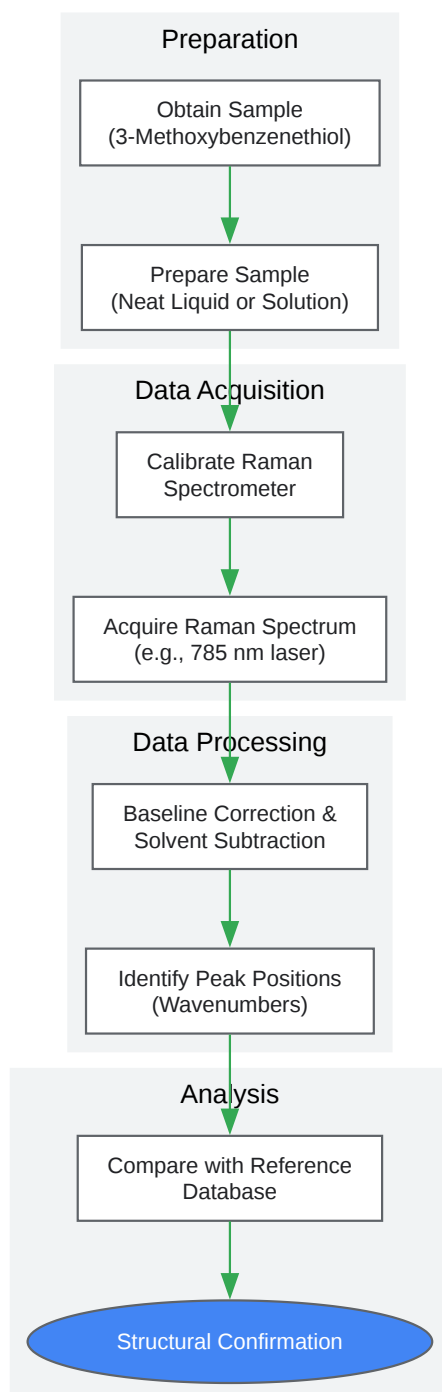 Preparation
Obtain Sample
(3-Methoxybenzenethiol)
Prepare Sample
(Neat Liquid or Solution)
Data Acquisition
Calibrate Raman
Spectrometer
Acquire Raman Spectrum
(e.g., 785 nm laser)
Data Processing
Baseline Correction &
Solvent Subtraction
Identify Peak Positions
(Wavenumbers)
Analysis
Compare with Reference
Database
Structural Confirmation